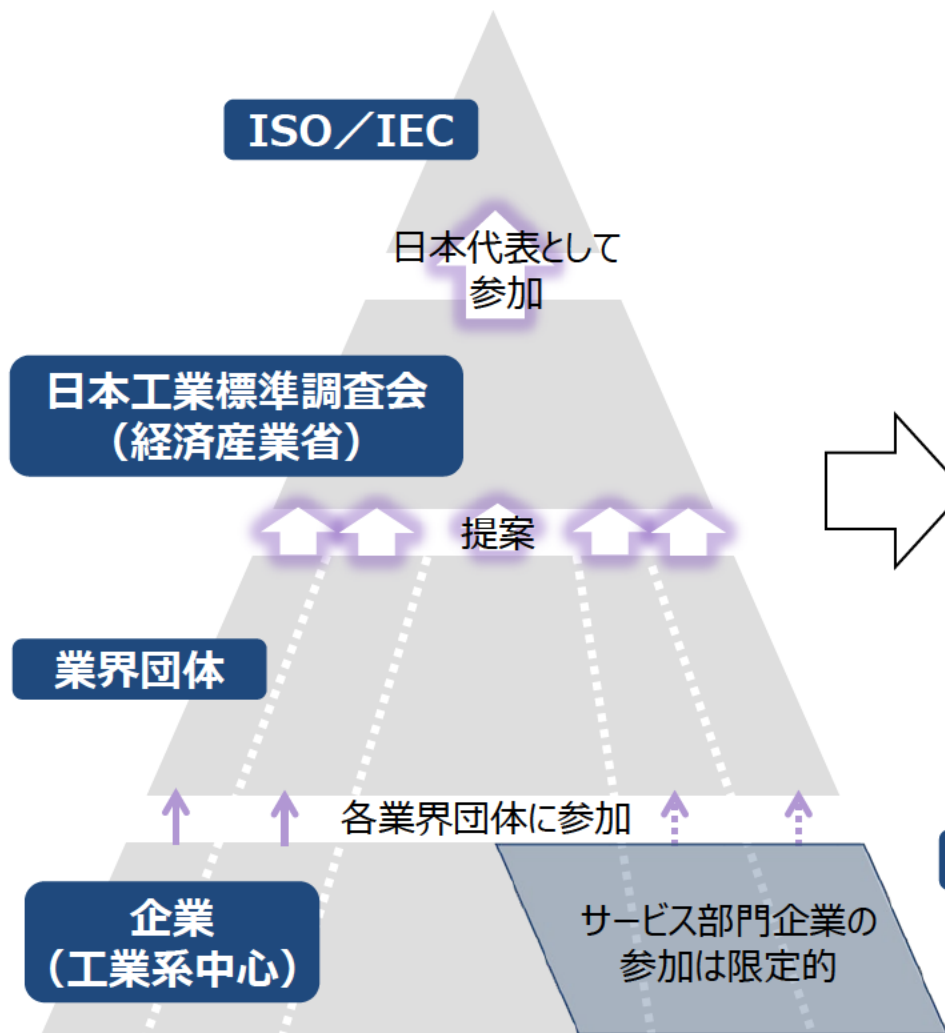 ISO／IEC
日本代表として
参加
日本工業標準調査会
（経済産業省）
提案
業界団体
各業界団体に参加
企業
（工業系中心）
サービス部門企業の
参加は限定的